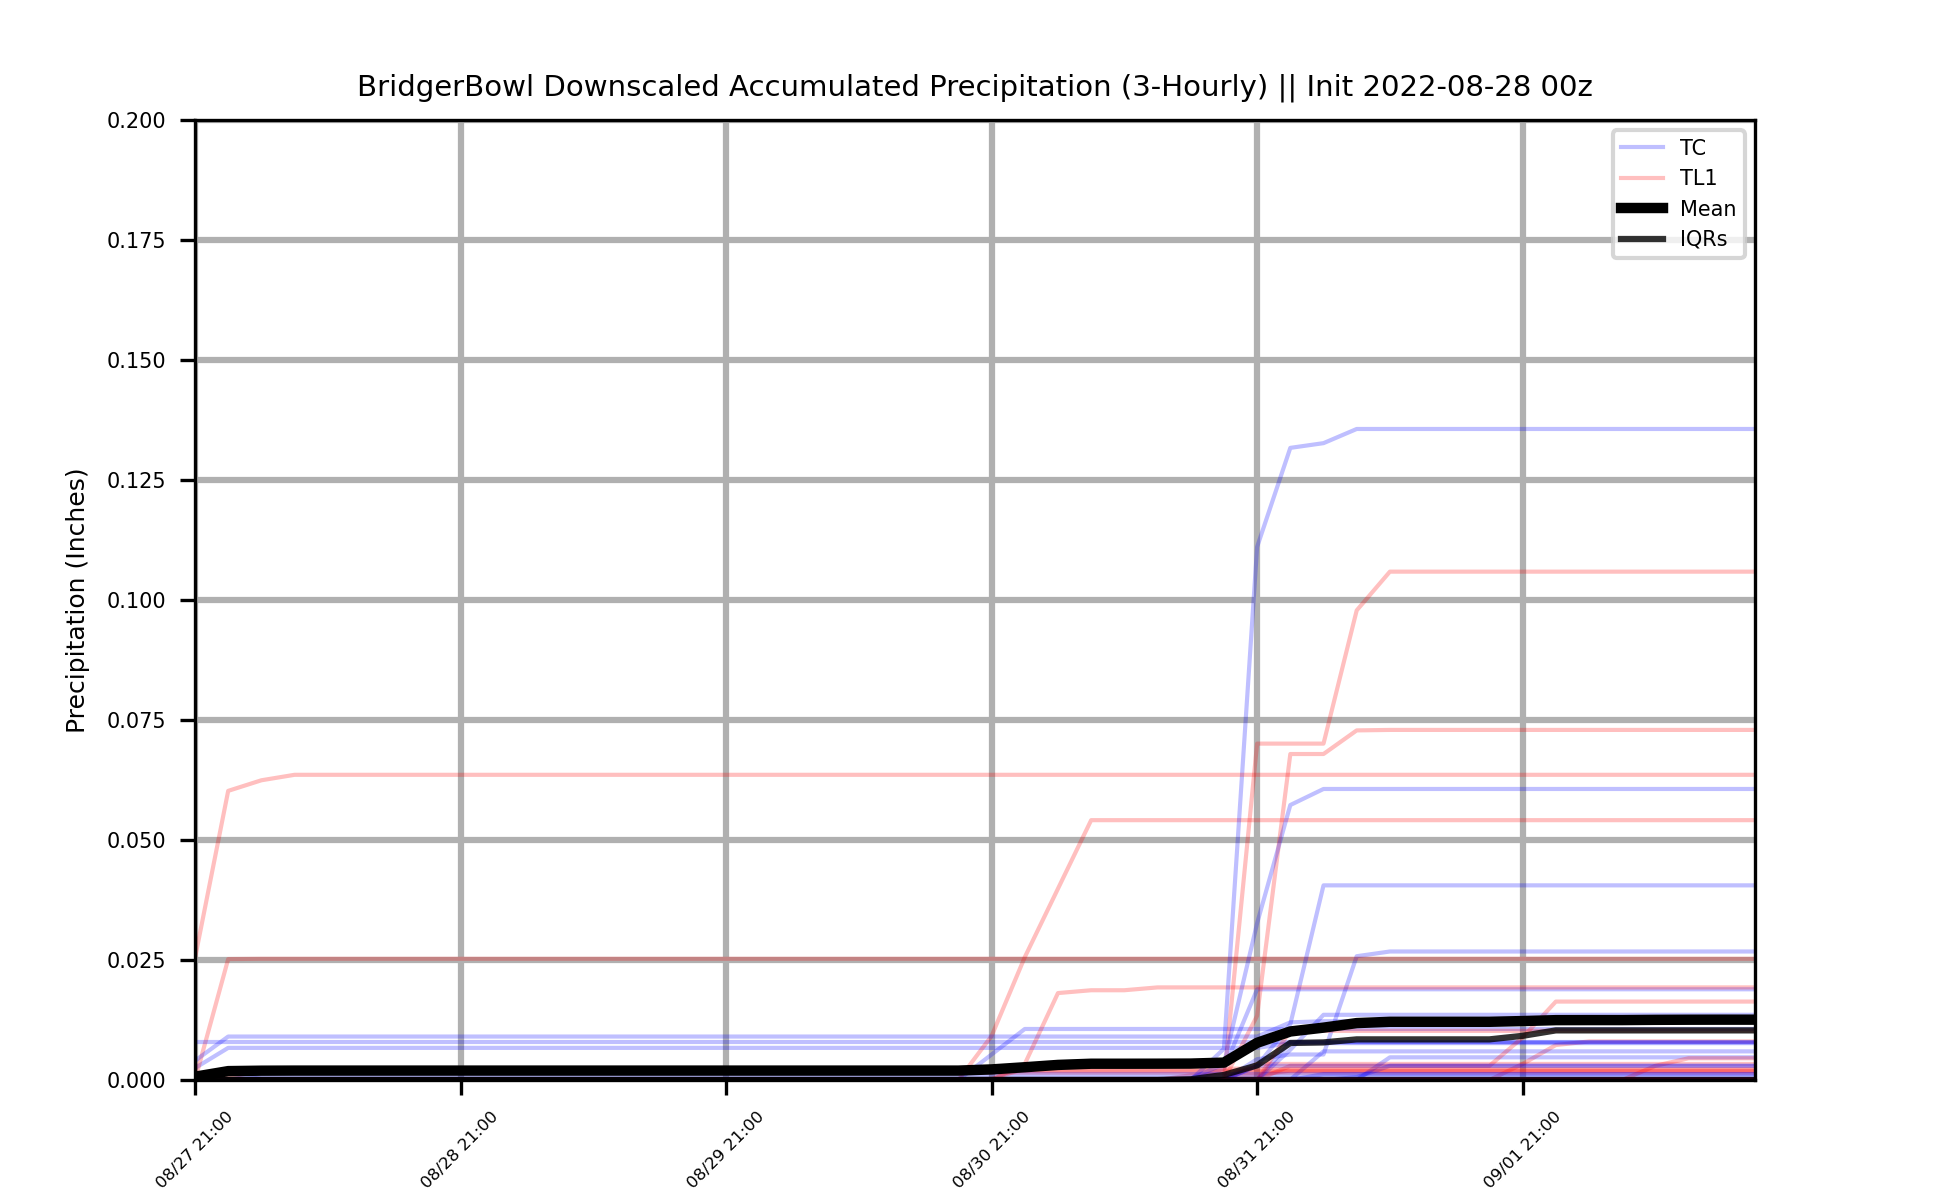 BridgerBowl Downscaled Accumulated Precipitation (3-Hourly) || Init 2022-08-28 00z
Precipitation (Inches)
0.200
0.175
0.150
0.125
0.100
0.075
0.050
0.025
0.000
TC
TL1
Mean
IQRs
08/27 21:00
08/28 21:00
08/29 21:00
08/30 21:00
08/31 21:00
09/01 21:00